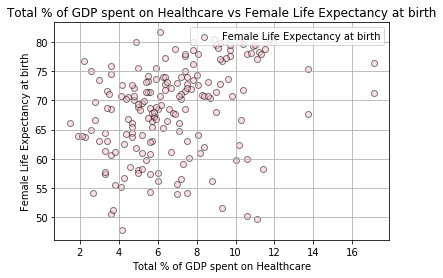 Total % of GDP spent on Healthcare vs Female Life Expectancy at birth
Female Life Expectancy at birth
Female Life Expectancy at birth
80
75
70
65
60
55
50
2 4 6 8 10 12 14 16
Total % of GDP spent on Healthcare